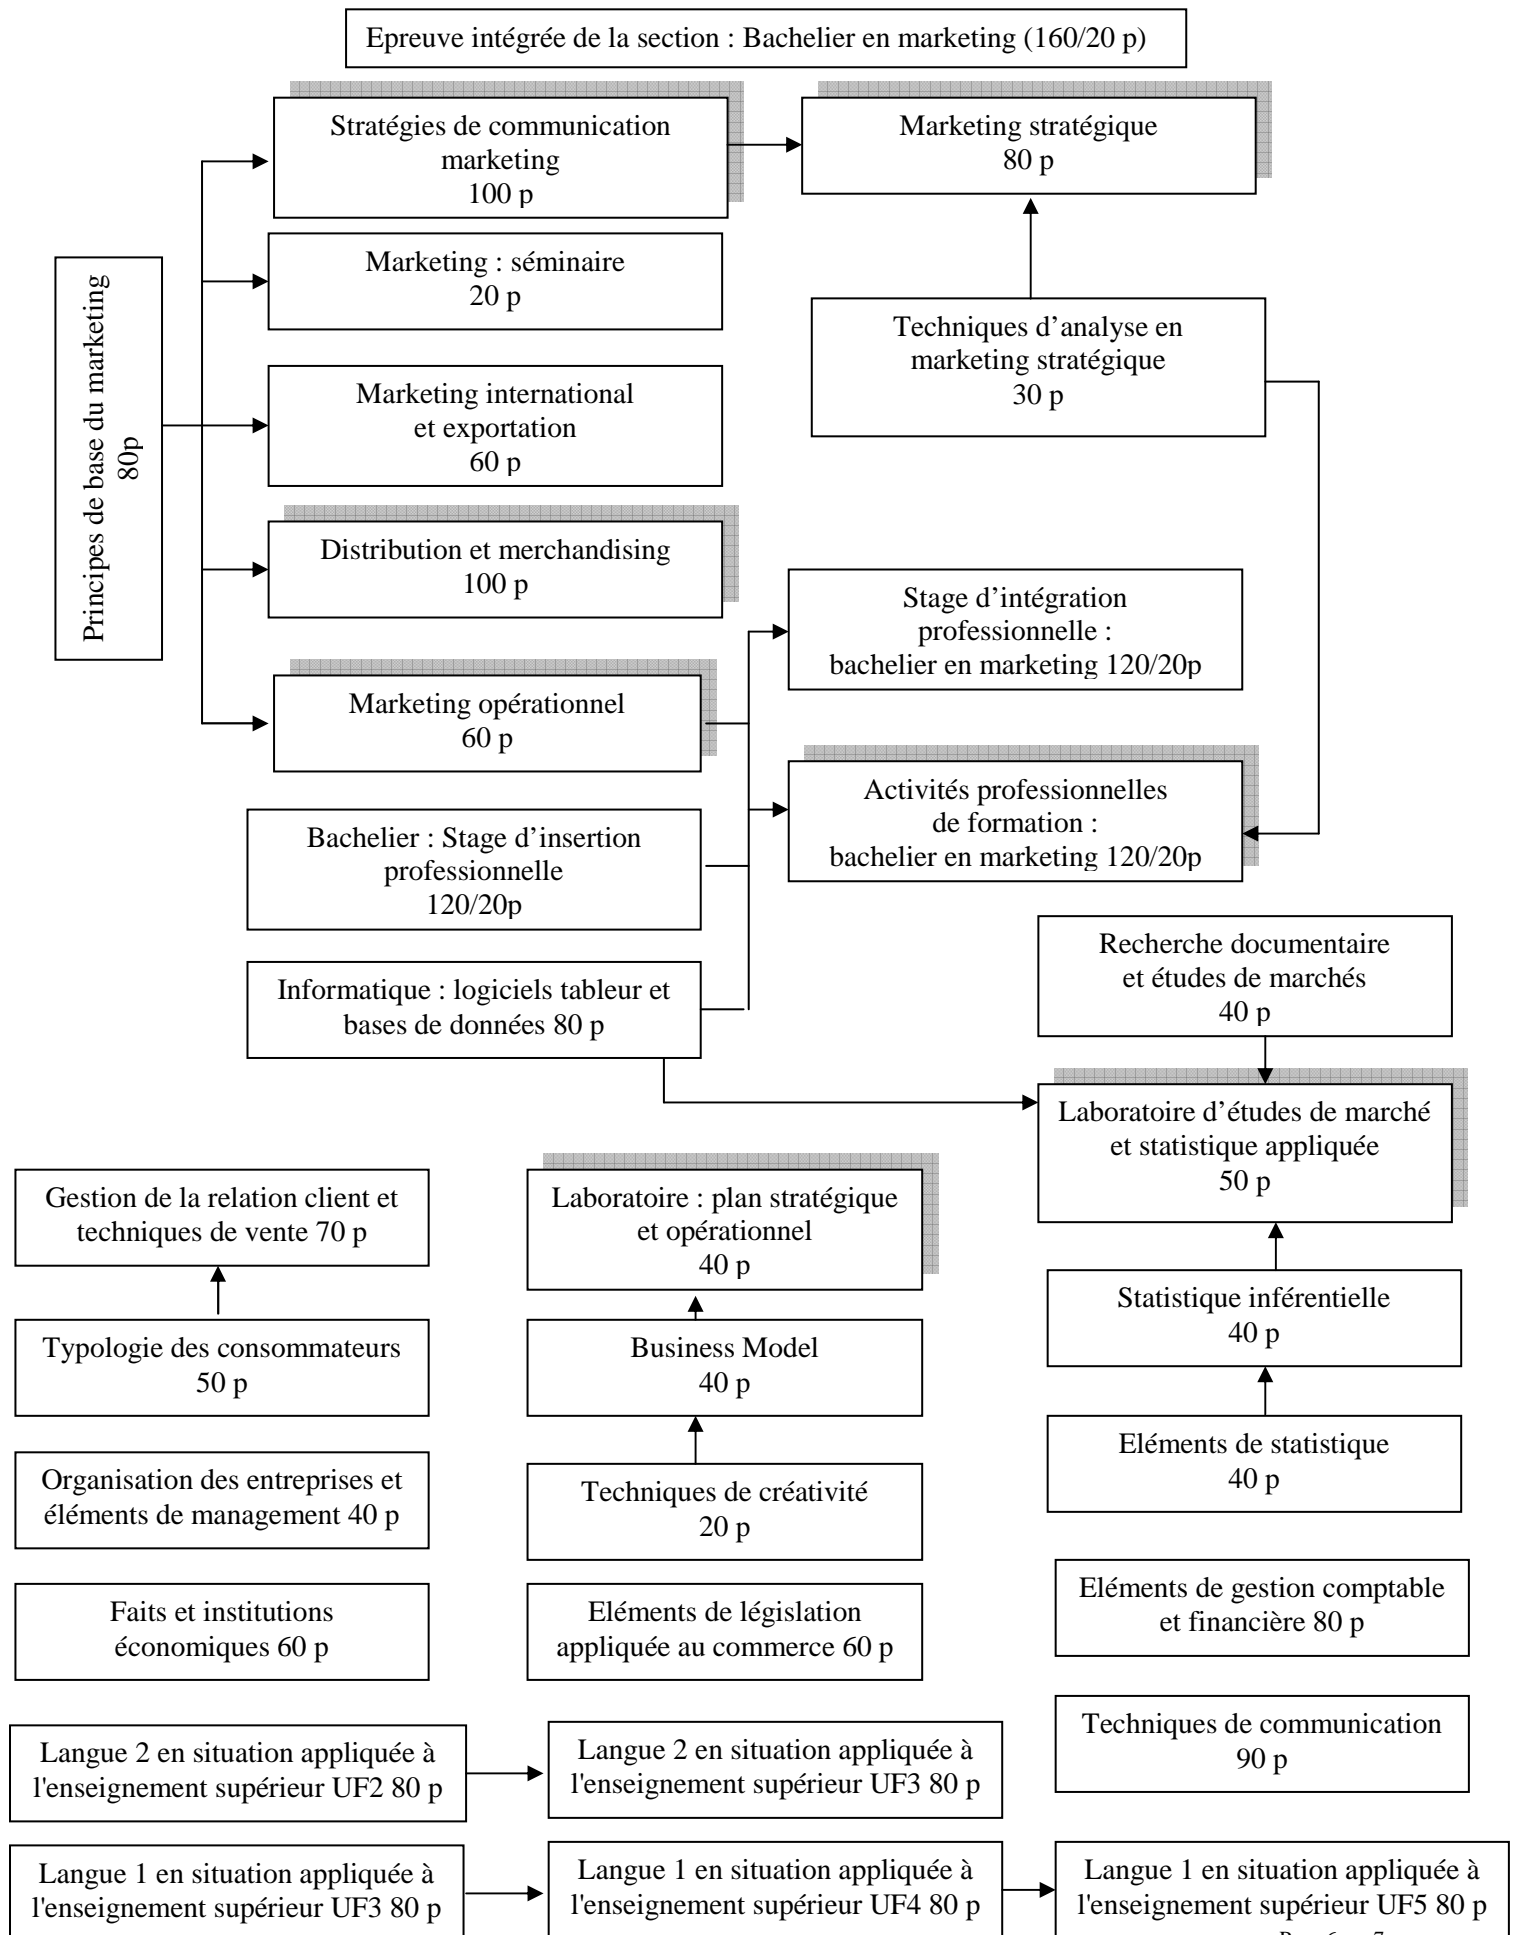 Epreuve intégrée de la section : Bachelier en marketing (160/20 p)
Stratégies de communication
marketing
100 p
Marketing stratégique
80 p
Marketing : séminaire
20 p
Principes de base du marketing
80p
Techniques d’analyse en
marketing stratégique
30 p
Marketing international
et exportation
60 p
Distribution et merchandising
100 p
Stage d’intégration
professionnelle :
bachelier en marketing 120/20p
Marketing opérationnel
60 p
Activités professionnelles
de formation :
bachelier en marketing 120/20p
Bachelier : Stage d’insertion
professionnelle
120/20p
Recherche documentaire
et études de marchés
40 p
Informatique : logiciels tableur et
bases de données 80 p
Laboratoire d’études de marché
et statistique appliquée
50 p
Gestion de la relation client et
techniques de vente 70 p
Laboratoire : plan stratégique
et opérationnel
40 p
Statistique inférentielle
40 p
Typologie des consommateurs
50 p
Business Model
40 p
Eléments de statistique
40 p
Organisation des entreprises et
éléments de management 40 p
Techniques de créativité
20 p
Eléments de gestion comptable
et financière 80 p
Faits et institutions
économiques 60 p
Eléments de législation
appliquée au commerce 60 p
Techniques de communication
90 p
Langue 2 en situation appliquée à
l'enseignement supérieur UF2 80 p
Langue 2 en situation appliquée à
l'enseignement supérieur UF3 80 p
Langue 1 en situation appliquée à
l'enseignement supérieur UF3 80 p
Langue 1 en situation appliquée à
l'enseignement supérieur UF4 80 p
Langue 1 en situation appliquée à
l'enseignement supérieur UF5 80 p